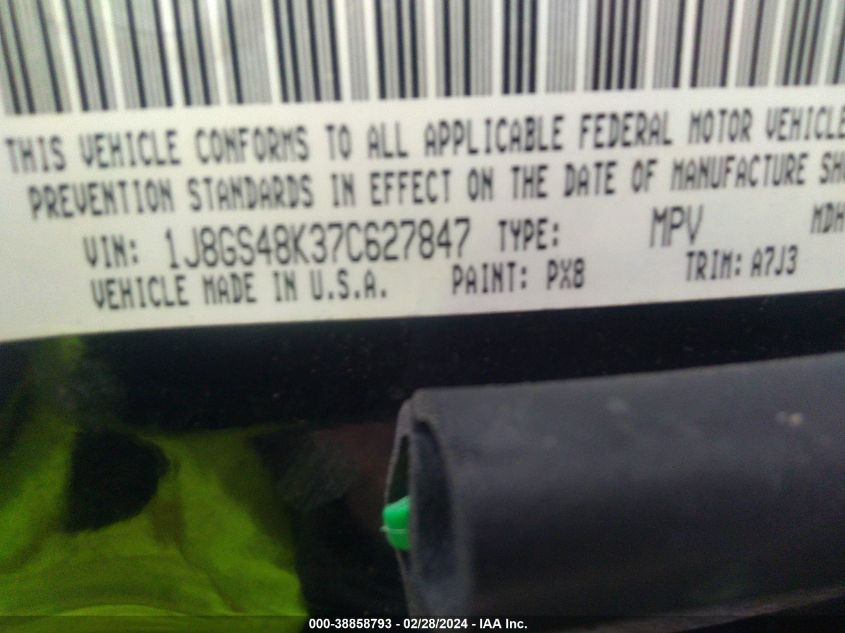 THIS VEHICLE CONFORMS TO ALL APPLICABLE FEDERAL MOTOR VEHICLE
PREVENTION STANDARDS IN EFFECT ON THE DATE OF MANUFACTURE
VIN: 1J8GS48K37C627847 TYPE: MPV MDH
VEHICLE MADE IN U.S.A. PAINT: PX8 TRIM: A7J3
000-38858793 - 02/28/2024 - IAA Inc.